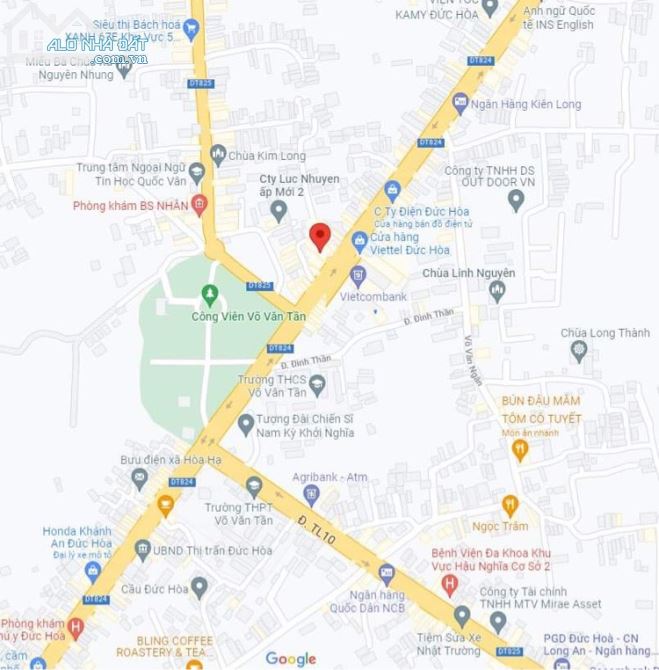 VIỆN TÓC
KAMY ĐỨC HÒA
Anh ngữ Quốc
tế INS English
Siêu thị Bách hoá
XANH 67E Khu vực 5...
ALO NHÀ ĐẤT
.com.vn
Miếu Bà Chúa
Nguyên Nhung
DT824
DT825
Ngân Hàng Kiên Long
DT824
Chùa Kim Long
Trung tâm Ngoại Ngữ
Tin Học Quốc Văn
Cty Luc Nhuyen
ấp Mới 2
Công ty TNHH DS
OUT DOOR VN
Phòng khám BS NHÂN
C Ty Điện Đức Hòa
Cửa hàng bán đồ điện tử
Cửa hàng
Viettel Đức Hòa
Chùa Linh Nguyên
DT825
Vietcombank
Công Viên Võ Văn Tần
Đ. Đình Thần
Chùa Long Thành
DT824
Đ. Đình Thần
Võ Văn Ngân
Trường THCS
Võ Văn Tần
BÚN ĐẬU MẮM
TÔM CÔ TUYẾT
Món ăn nhanh
Tượng Đài Chiến Sĩ
Nam Kỳ Khởi Nghĩa
Bưu điện xã Hòa Hạ
DT824
Agribank - Atm
Trường THPT
Võ Văn Tần
Đ. TL10
Ngọc Trâm
Honda Khánh
An Đức Hòa
Đại lý xe mô tô
UBND Thị trấn Đức Hòa
Bệnh Viện Đa Khoa Khu
Vực Hậu Nghĩa Cơ Sở 2
Cầu Đức Hòa
DT824
Ngân hàng
Quốc Dân NCB
Công ty Tài chính
TNHH MTV Mirae Asset
Phòng khám
hú y Đức Hoà
Tiệm Sửa Xe
Nhật Trường
BLING COFFEE
ROASTERY & TEA...
PGD Đức Hoà - CN
Long An - Ngân hàng...
DT825
Google